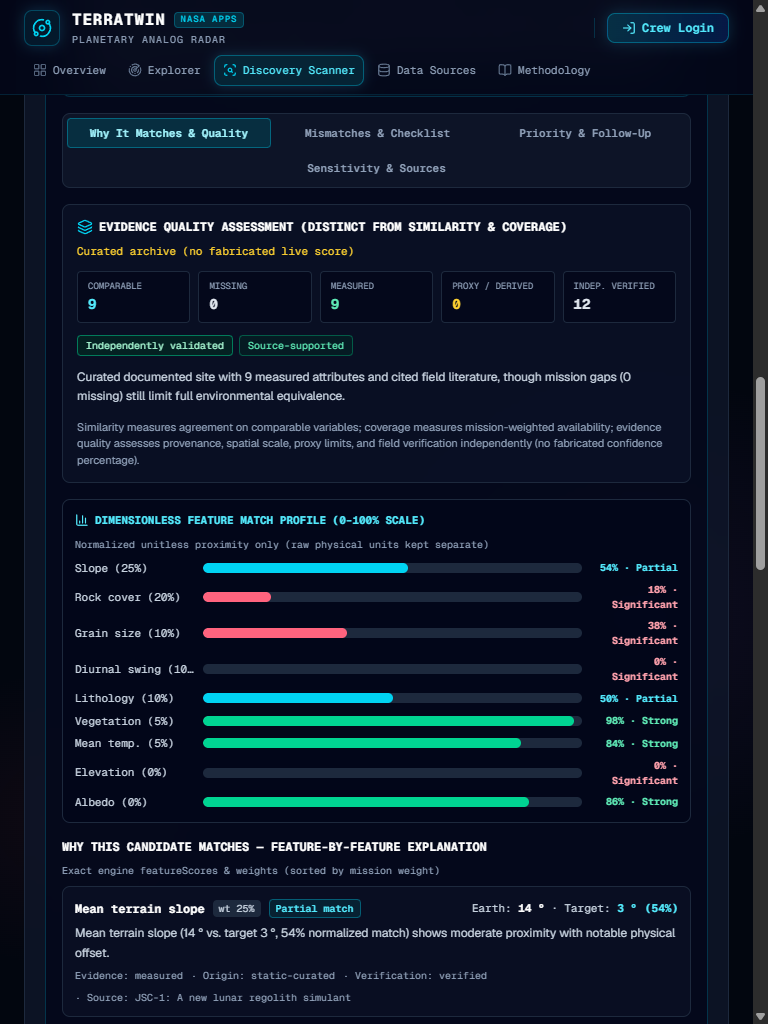 TERRATWIN NASA APPS
PLANETARY ANALOG RADAR
Crew Login
Overview Explorer Discovery Scanner Data Sources Methodology
Why It Matches & Quality Mismatches & Checklist Priority & Follow-Up
Sensitivity & Sources
EVIDENCE QUALITY ASSESSMENT (DISTINCT FROM SIMILARITY & COVERAGE)
Curated archive (no fabricated live score)
COMPARABLE MISSING MEASURED PROXY / DERIVED INDEP. VERIFIED
9 0 9 0 12
Independently validated Source-supported
Curated documented site with 9 measured attributes and cited field literature, though mission gaps (0
missing) still limit full environmental equivalence.
Similarity measures agreement on comparable variables; coverage measures mission-weighted availability; evidence
quality assesses provenance, spatial scale, proxy limits, and field verification independently (no fabricated confidence
percentage).
DIMENSIONLESS FEATURE MATCH PROFILE (0–100% SCALE)
Normalized unitless proximity only (raw physical units kept separate)
Slope (25%) 54% · Partial
Rock cover (20%) 18% ·
Significant
Grain size (10%) 38% ·
Significant
Diurnal swing (10… 0% ·
Significant
Lithology (10%) 50% · Partial
Vegetation (5%) 98% · Strong
Mean temp. (5%) 84% · Strong
Elevation (0%) 0% ·
Significant
Albedo (0%) 86% · Strong
WHY THIS CANDIDATE MATCHES — FEATURE-BY-FEATURE EXPLANATION
Exact engine featureScores & weights (sorted by mission weight)
Mean terrain slope wt 25% Partial match Earth: 14 ° · Target: 3 ° (54%)
Mean terrain slope (14 ° vs. target 3 °, 54% normalized match) shows moderate proximity with notable physical
offset.
Evidence: measured · Origin: static-curated · Verification: verified
· Source: JSC-1: A new lunar regolith simulant